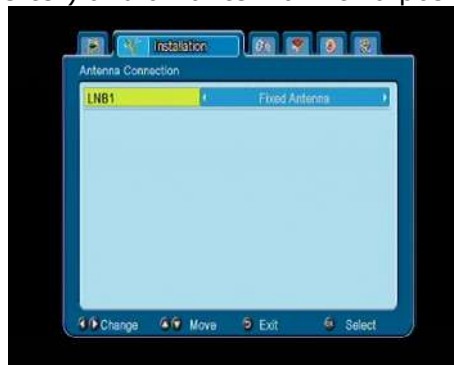 Installation
Antenna Connection
LNB1 Fixed Antenna
Change Move Exit Select